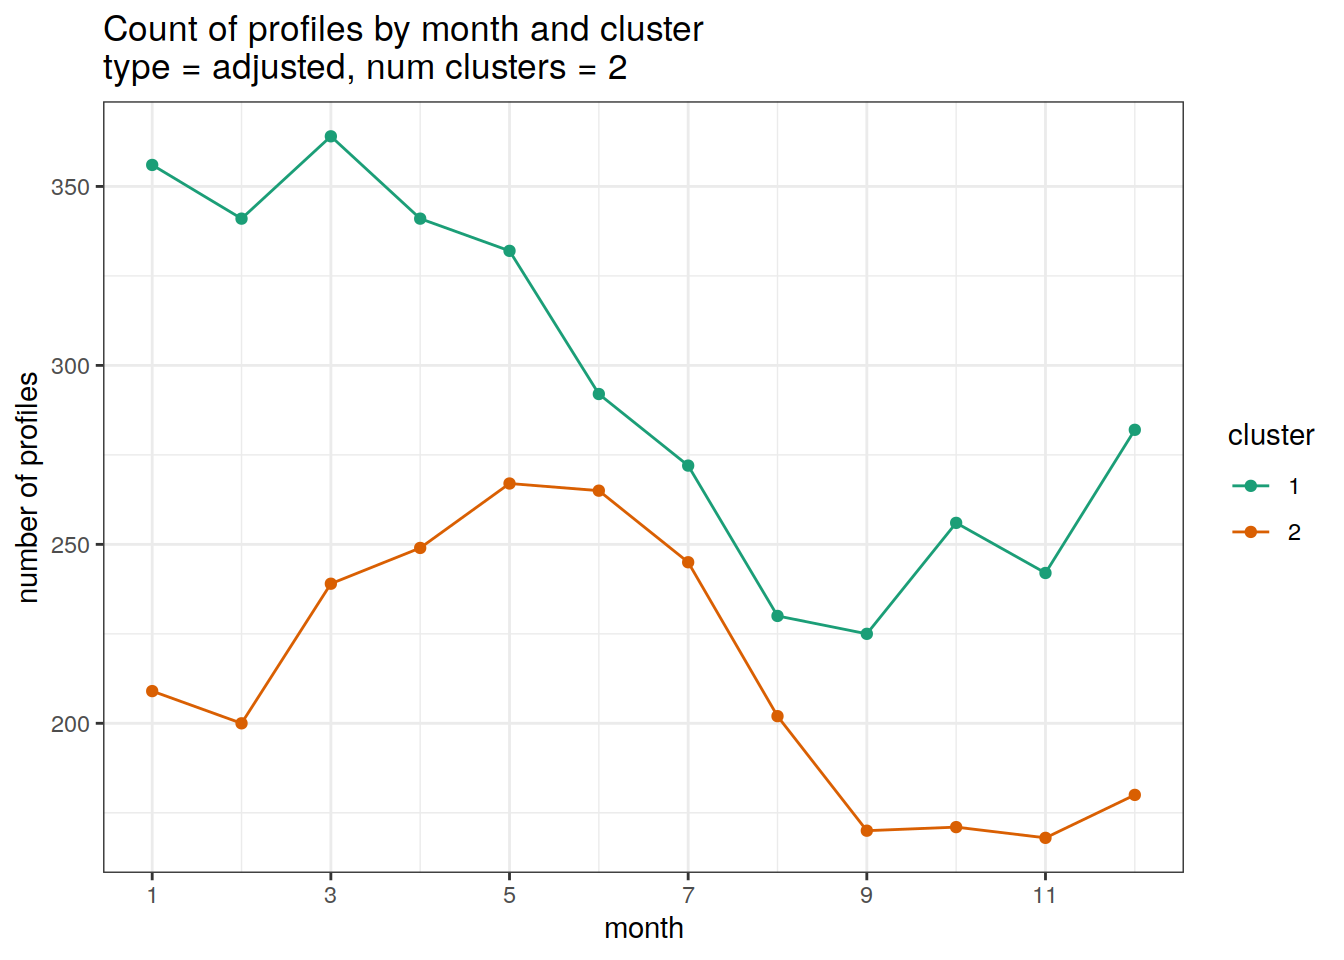 Count of profiles by month and cluster
type = adjusted, num clusters = 2
350
300
250
200
number of profiles
1 3 5 7 9 11
month
cluster
1
2